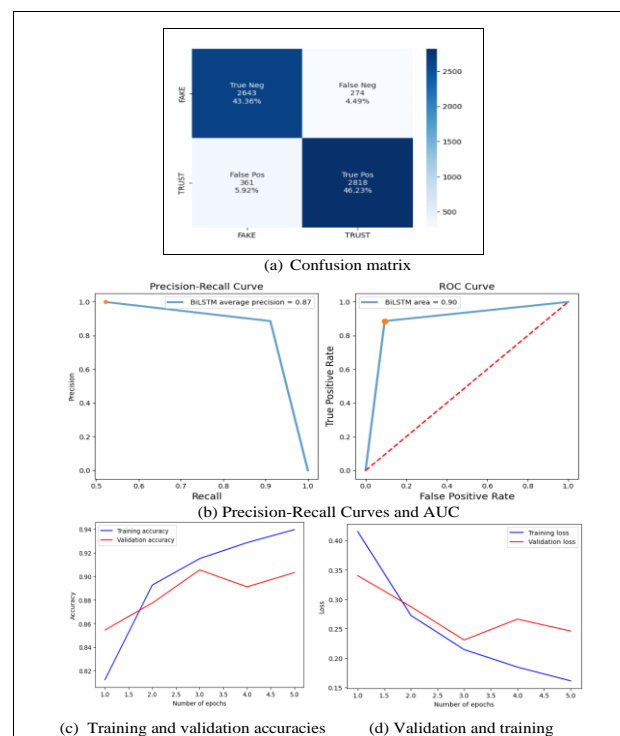 FAKE
True Neg
2643
43.36%
False Neg
274
4.49%
TRUST
False Pos
361
5.92%
True Pos
2818
46.23%
FAKE TRUST
2500
2000
1500
1000
500
(a) Confusion matrix
Precision-Recall Curve
BiLSTM average precision = 0.87
Precision
1.0
0.8
0.6
0.4
0.2
0.0
0.5 0.6 0.7 0.8 0.9 1.0
Recall
ROC Curve
BiLSTM area = 0.90
True Positive Rate
1.0
0.8
0.6
0.4
0.2
0.0
0.0 0.2 0.4 0.6 0.8 1.0
False Positive Rate
(b) Precision-Recall Curves and AUC
Training accuracy
Validation accuracy
Accuracy
0.94
0.92
0.90
0.88
0.86
0.84
0.82
1.0 1.5 2.0 2.5 3.0 3.5 4.0 4.5 5.0
Number of epochs
Training loss
Validation loss
Loss
0.40
0.35
0.30
0.25
0.20
0.15
1.0 1.5 2.0 2.5 3.0 3.5 4.0 4.5 5.0
Number of epochs
(c) Training and validation accuracies (d) Validation and training